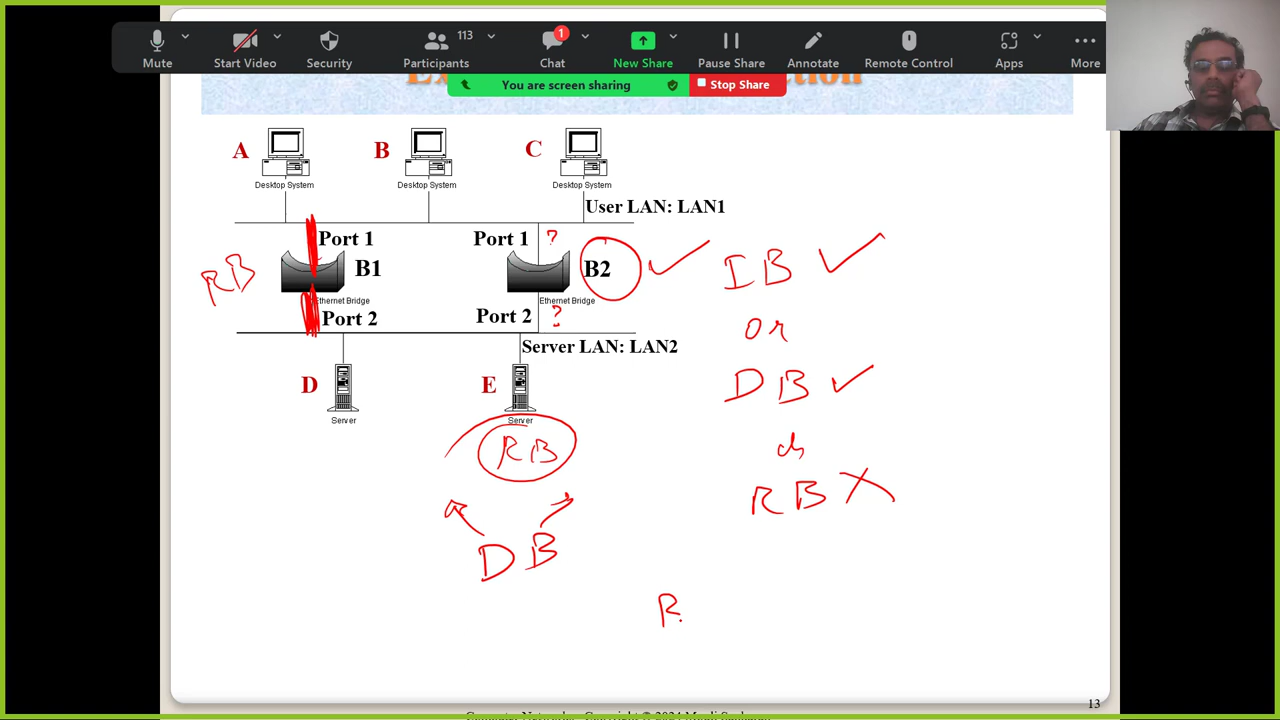 113
1
Mute
Start Video
Security
Participants
Chat
New Share
Pause Share
Annotate
Remote Control
Apps
More
You are screen sharing
Stop Share
A
B
C
Desktop System
Desktop System
Desktop System
User LAN: LAN1
Port 1
Port 1
?
RB
B1
B2
IB
Ethernet Bridge
Ethernet Bridge
Port 2
Port 2
?
or
Server LAN: LAN2
D
E
DB
Server
Server
RB
RB
DB
R
13